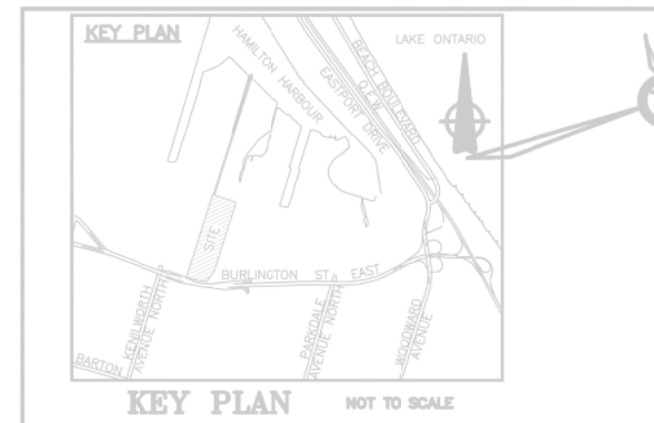 KEY PLAN
LAKE ONTARIO
HAMILTON HARBOUR
BEACH BOULEVARD
Q.E.W.
EASTPORT DRIVE
SITE
BURLINGTON ST EAST
KENILWORTH
AVENUE NORTH
PARKDALE
AVENUE NORTH
WOODWARD
AVENUE
BARTON
KEY PLAN NOT TO SCALE